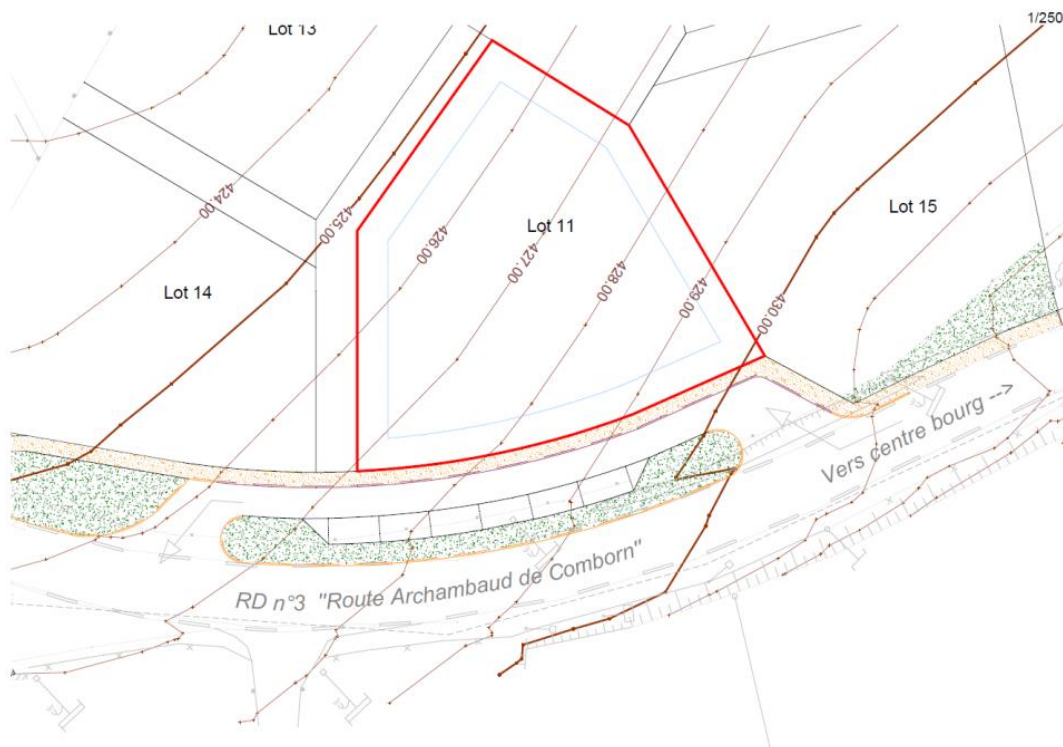 1/250
Lot 13
424.00
425.00
426.00
427.00
428.00
429.00
430.00
Lot 11
Lot 15
Lot 14
Vers centre bourg -->
RD n°3 "Route Archambaud de Comborn"